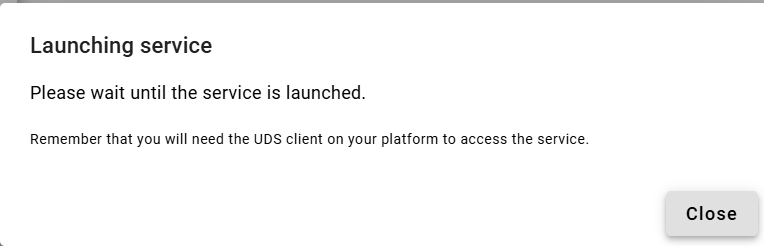 Launching service
Please wait until the service is launched.
Remember that you will need the UDS client on your platform to access the service.
Close